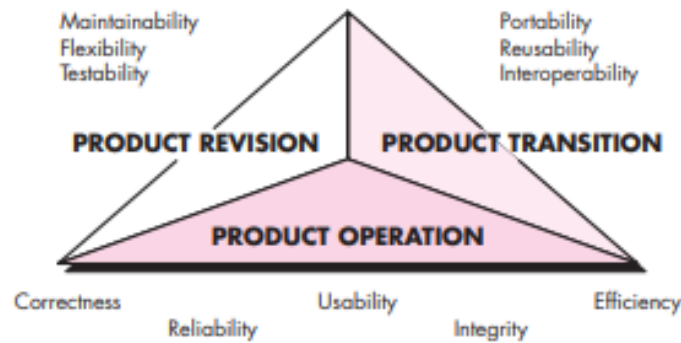 Maintainability
Flexibility
Testability
Portability
Reusability
Interoperability
PRODUCT REVISION
PRODUCT TRANSITION
PRODUCT OPERATION
Correctness
Usability
Efficiency
Reliability
Integrity